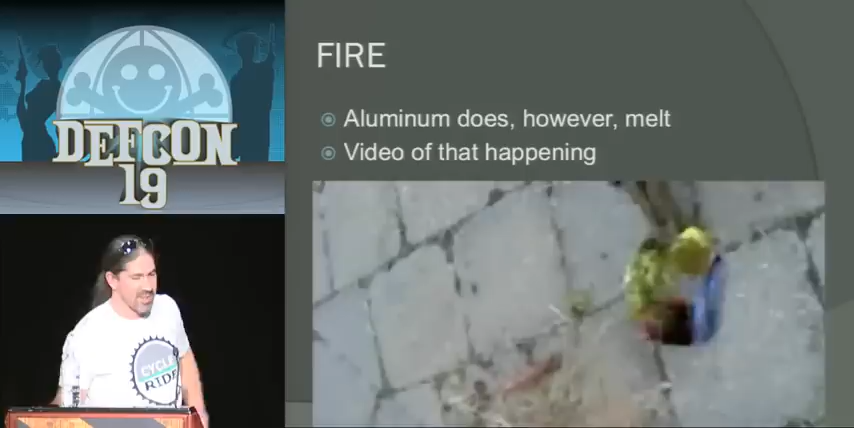 DEFCON
19
FIRE
Aluminum does, however, melt
Video of that happening
CYCLE
RIDE